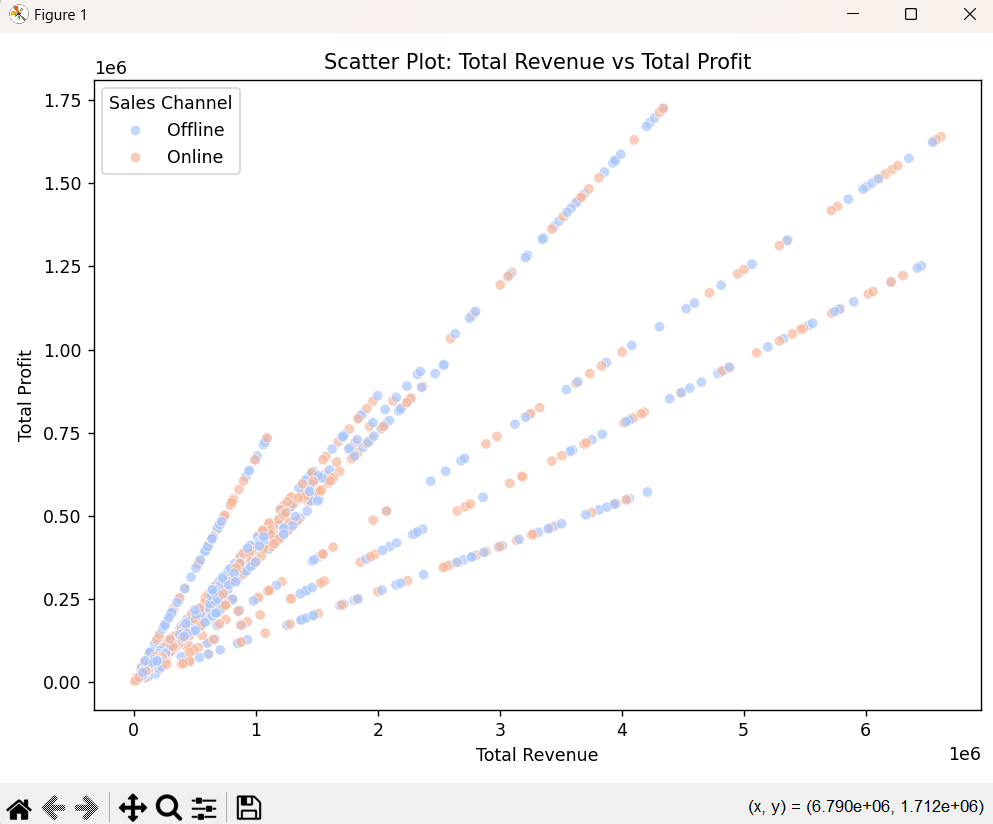 Figure 1
Scatter Plot: Total Revenue vs Total Profit
1e6
Sales Channel
Offline
Online
1.75
1.50
1.25
1.00
0.75
0.50
0.25
0.00
Total Profit
0 1 2 3 4 5 6
Total Revenue
1e6
(x, y) = (6.790e+06, 1.712e+06)